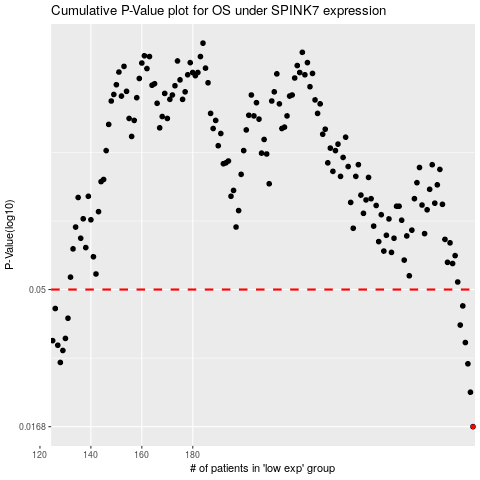 Cumulative P-Value plot for OS under SPINK7 expression
P-Value(log10)
0.05
0.0168
120 140 160 180
# of patients in 'low exp' group